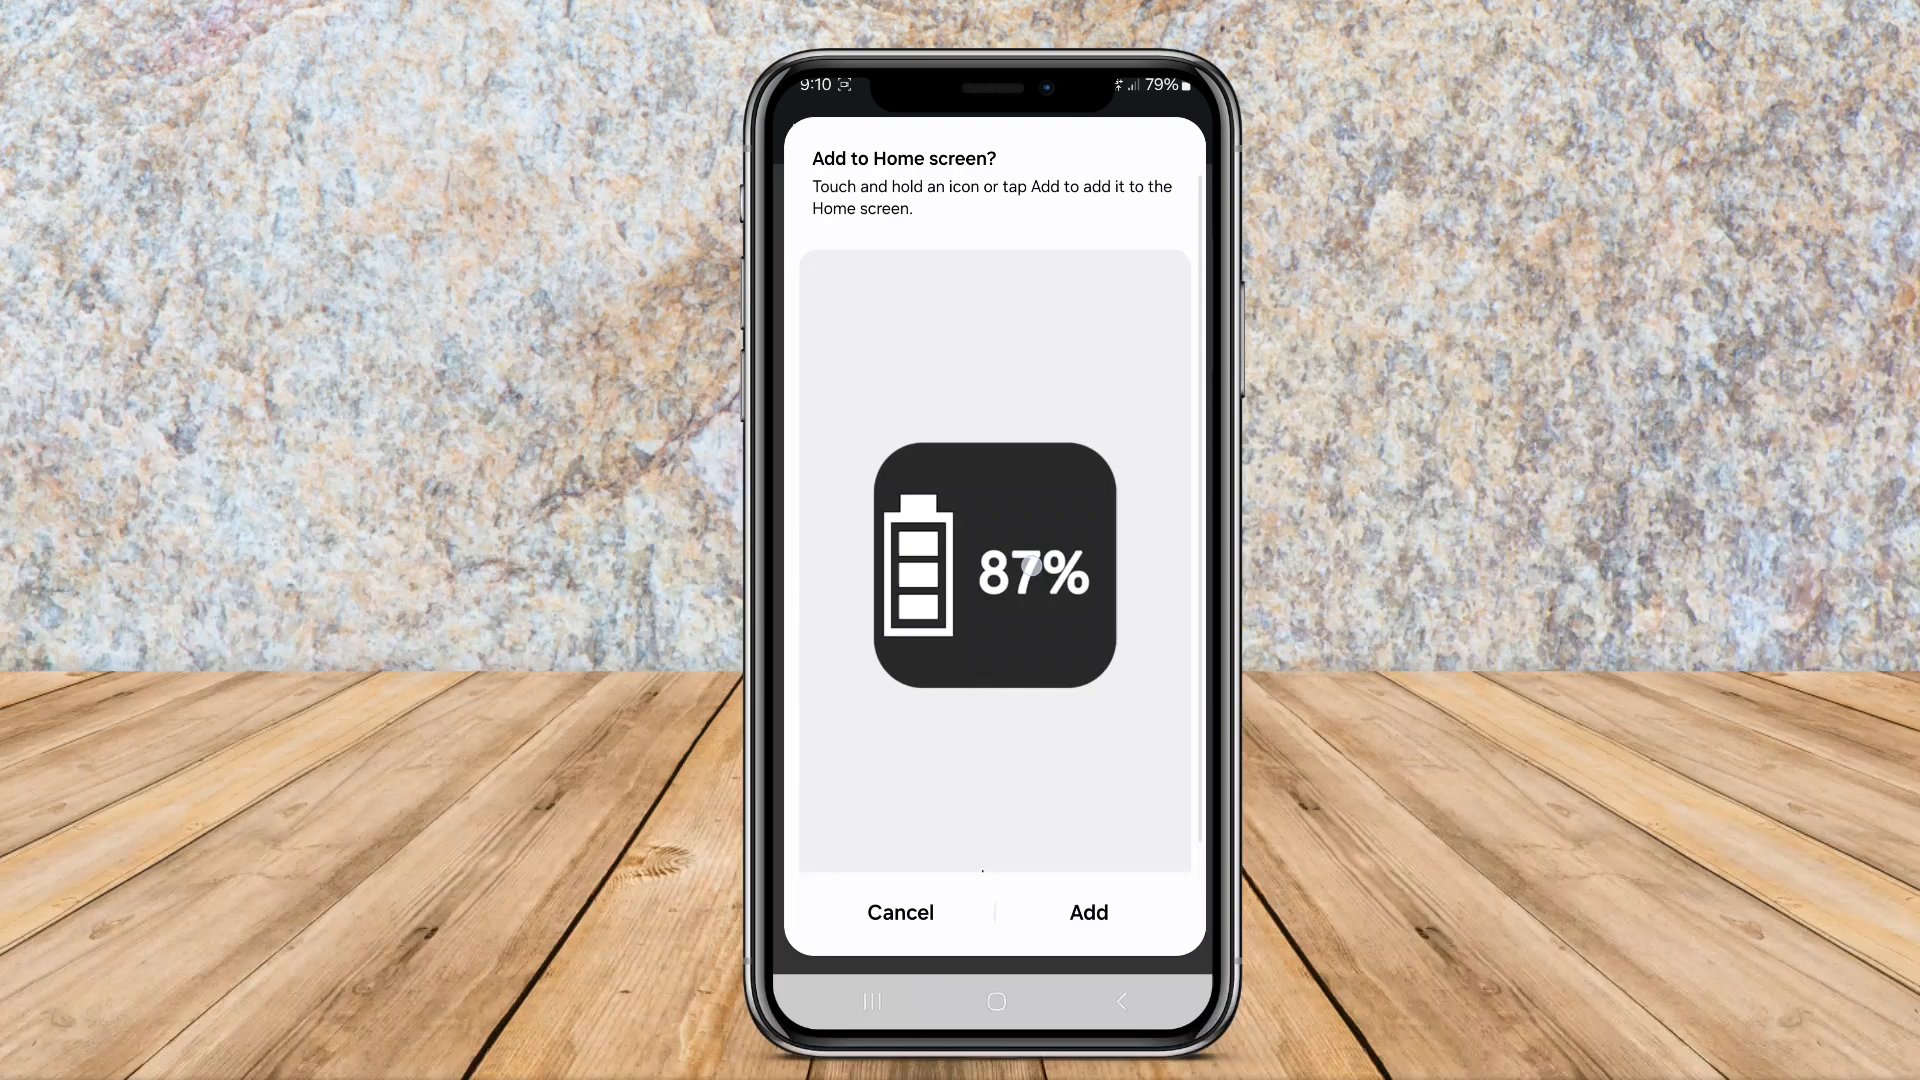 9:10
79%
Add to Home screen?
Touch and hold an icon or tap Add to add it to the
Home screen.
87%
Cancel
Add